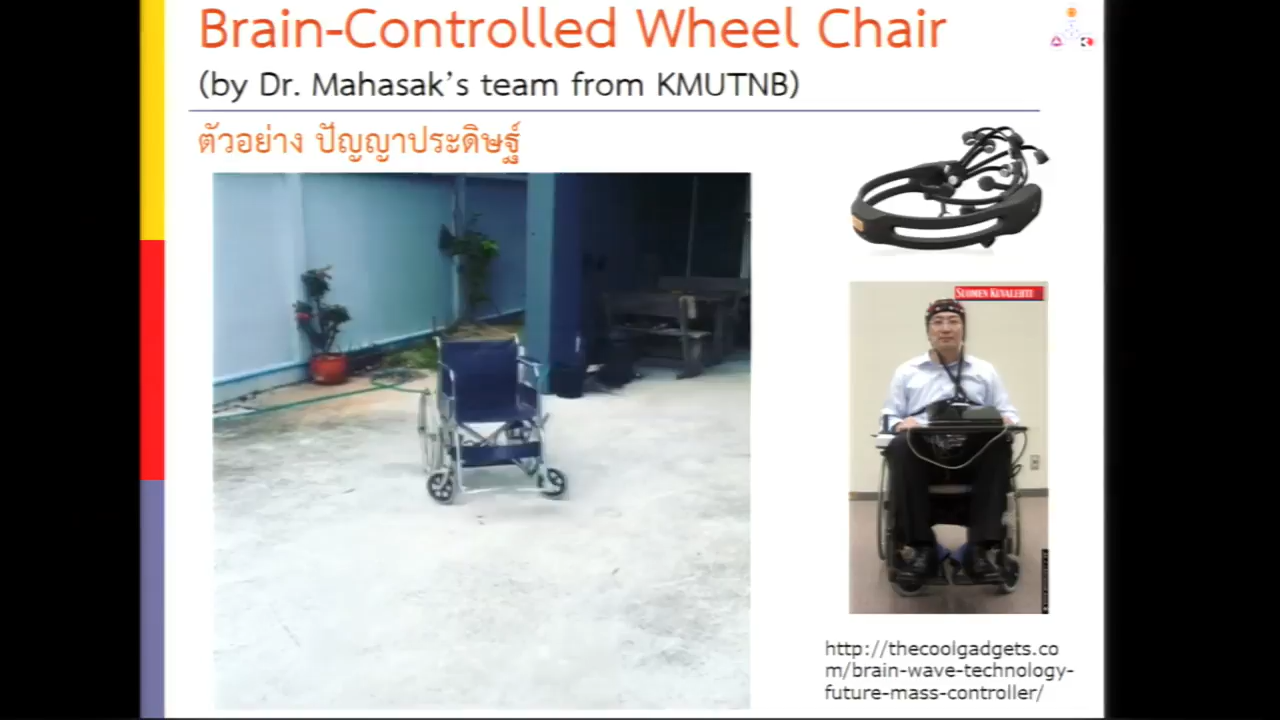 Brain-Controlled Wheel Chair
(by Dr. Mahasak's team from KMUTNB)
ตัวอย่าง ปัญญาประดิษฐ์
SUOMEN KUVALEHTI
http://thecoolgadgets.co
m/brain-wave-technology-
future-mass-controller/